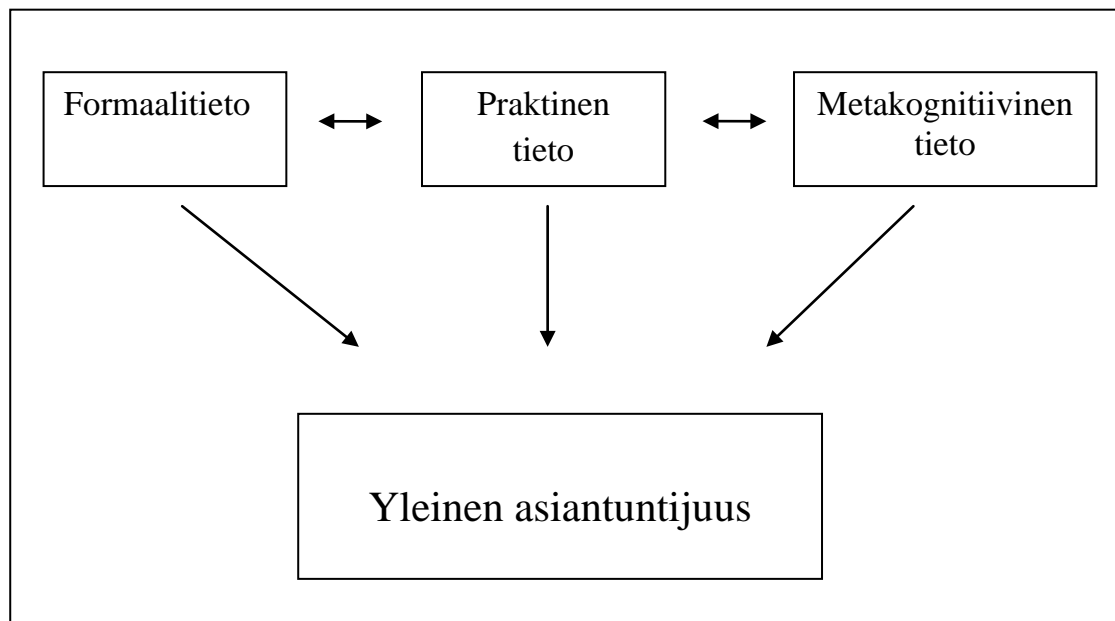 Formaalitieto
Praktinen
tieto
Metakognitiivinen
tieto
Yleinen asiantuntijuus